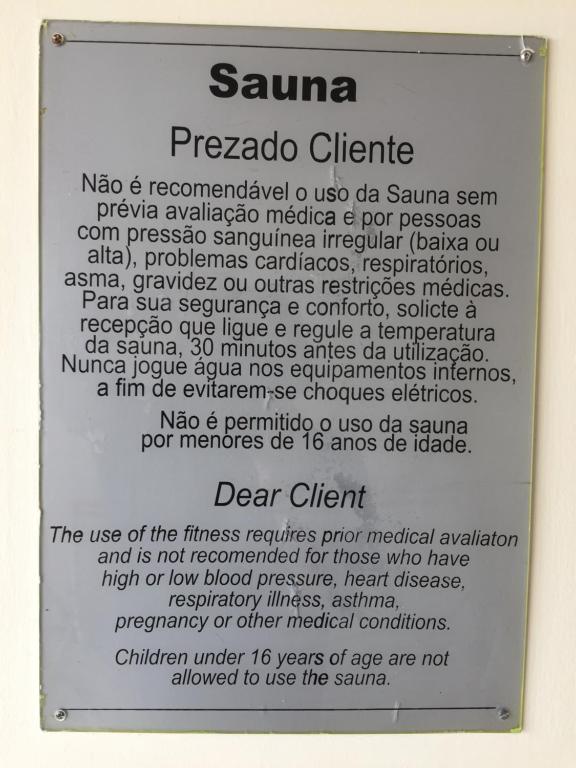 Sauna
Prezado Cliente
Não é recomendável o uso da Sauna sem
prévia avaliação médica e por pessoas
com pressão sanguínea irregular (baixa ou
alta), problemas cardíacos, respiratórios,
asma, gravidez ou outras restrições médicas.
Para sua segurança e conforto, solicte à
recepção que ligue e regule a temperatura
da sauna, 30 minutos antes da utilização.
Nunca jogue água nos equipamentos internos,
a fim de evitarem-se choques elétricos.
Não é permitido o uso da sauna
por menores de 16 anos de idade.
Dear Client
The use of the fitness requires prior medical avaliaton
and is not recomended for those who have
high or low blood pressure, heart disease,
respiratory illness, asthma,
pregnancy or other medical conditions.
Children under 16 years of age are not
allowed to use the sauna.